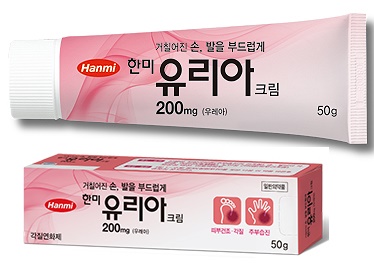 거칠어진 손, 발을 부드럽게
Hanmi
한미
유리아 크림
200mg (우레아)
50g
거칠어진 손, 발을 부드럽게
일반의약품
Hanmi
한미
유리아 크림
200mg (우레아)
피부건조·각질
주부습진
각질연화제
50g